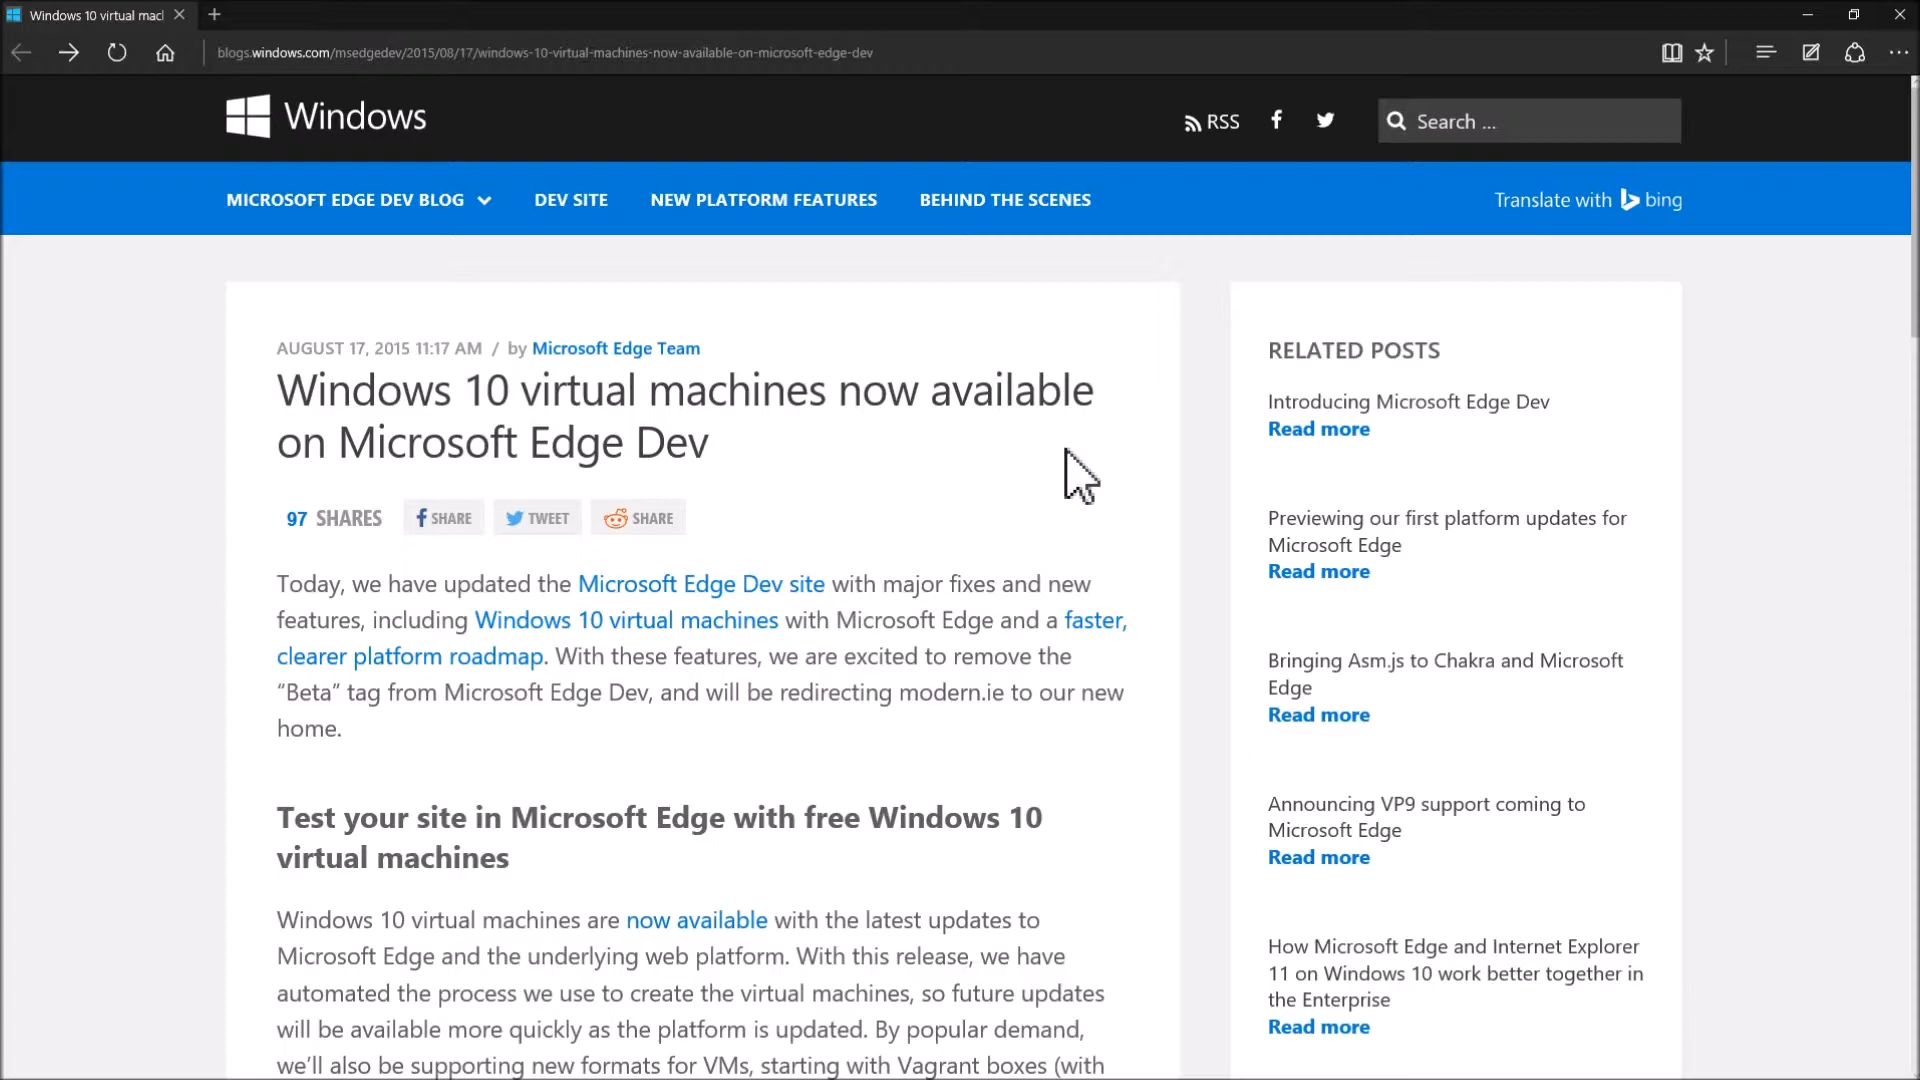 Windows 10 virtual macl
blogs.windows.com/msedgedev/2015/08/17/windows-10-virtual-machines-now-available-on-microsoft-edge-dev
Windows
RSS
Search ...
MICROSOFT EDGE DEV BLOG
DEV SITE
NEW PLATFORM FEATURES
BEHIND THE SCENES
Translate with bing
AUGUST 17, 2015 11:17 AM / by Microsoft Edge Team
Windows 10 virtual machines now available
on Microsoft Edge Dev
97 SHARES
SHARE
TWEET
SHARE
Today, we have updated the Microsoft Edge Dev site with major fixes and new
features, including Windows 10 virtual machines with Microsoft Edge and a faster,
clearer platform roadmap. With these features, we are excited to remove the
“Beta” tag from Microsoft Edge Dev, and will be redirecting modern.ie to our new
home.
Test your site in Microsoft Edge with free Windows 10
virtual machines
Windows 10 virtual machines are now available with the latest updates to
Microsoft Edge and the underlying web platform. With this release, we have
automated the process we use to create the virtual machines, so future updates
will be available more quickly as the platform is updated. By popular demand,
we’ll also be supporting new formats for VMs, starting with Vagrant boxes (with
RELATED POSTS
Introducing Microsoft Edge Dev
Read more
Previewing our first platform updates for
Microsoft Edge
Read more
Bringing Asm.js to Chakra and Microsoft
Edge
Read more
Announcing VP9 support coming to
Microsoft Edge
Read more
How Microsoft Edge and Internet Explorer
11 on Windows 10 work better together in
the Enterprise
Read more